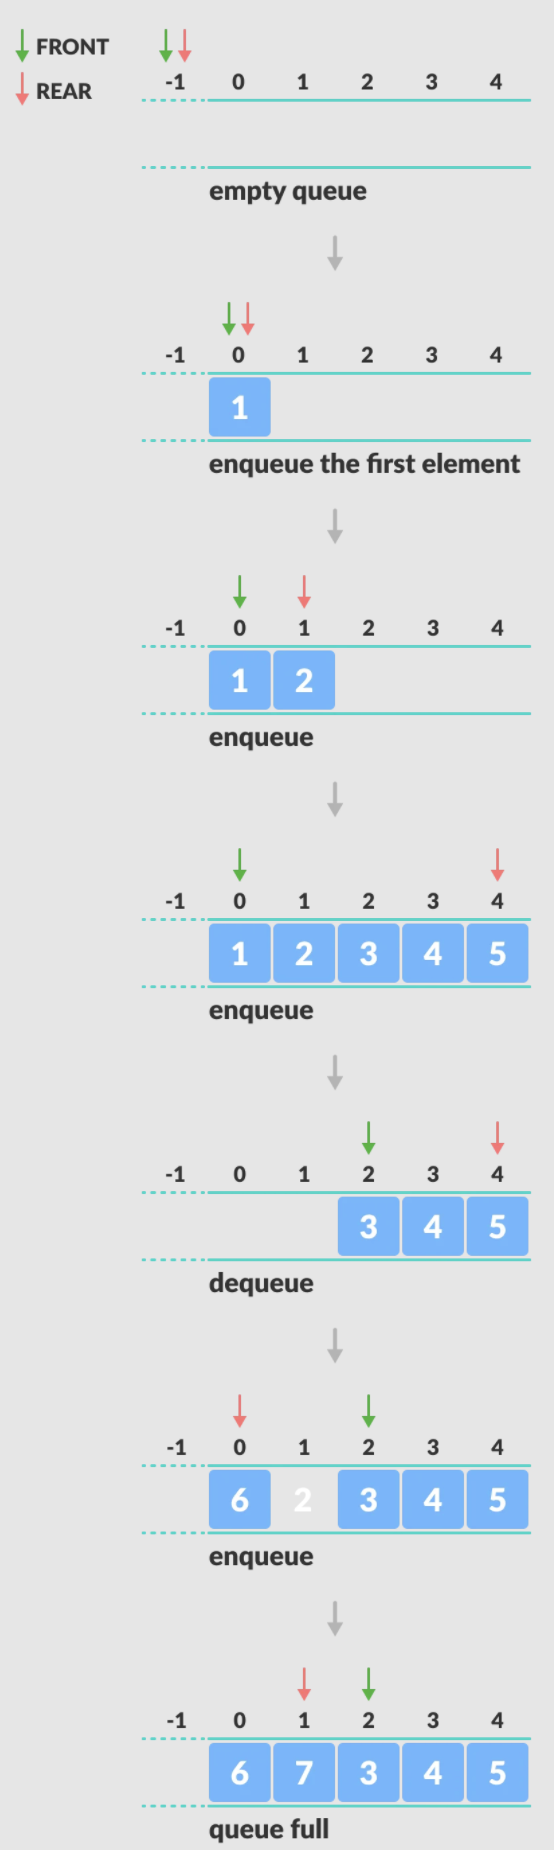 FRONT
REAR
-1 0 1 2 3 4
empty queue
-1 0 1 2 3 4
1
enqueue the first element
-1 0 1 2 3 4
1 2
enqueue
-1 0 1 2 3 4
1 2 3 4 5
enqueue
-1 0 1 2 3 4
3 4 5
dequeue
-1 0 1 2 3 4
6 2 3 4 5
enqueue
-1 0 1 2 3 4
6 7 3 4 5
queue full